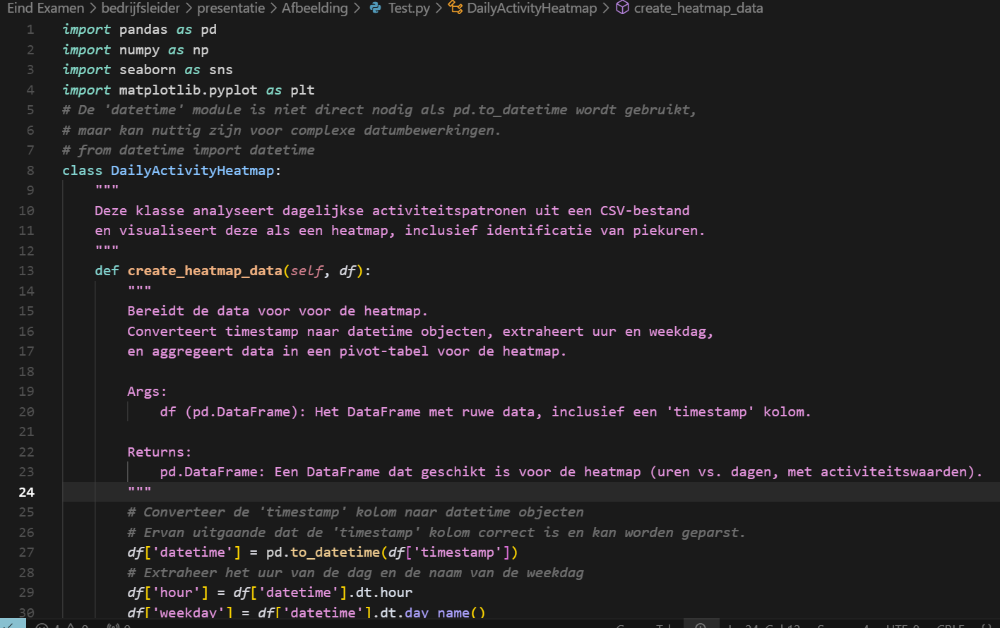 Eind Examen > bedrijfsleider > presentatie > Afbeelding > Test.py > DailyActivityHeatmap > create_heatmap_data
1 import pandas as pd
2 import numpy as np
3 import seaborn as sns
4 import matplotlib.pyplot as plt
5 # De 'datetime' module is niet direct nodig als pd.to_datetime wordt gebruikt,
6 # maar kan nuttig zijn voor complexe datumbewerkingen.
7 # from datetime import datetime
8 class DailyActivityHeatmap:
9 """
10 Deze klasse analyseert dagelijkse activiteitspatronen uit een CSV-bestand
11 en visualiseert deze als een heatmap, inclusief identificatie van piekuren.
12 """
13 def create_heatmap_data(self, df):
14 """
15 Bereidt de data voor voor de heatmap.
16 Converteert timestamp naar datetime objecten, extraheert uur en weekdag,
17 en aggregeert data in een pivot-tabel voor de heatmap.
18
19 Args:
20 df (pd.DataFrame): Het DataFrame met ruwe data, inclusief een 'timestamp' kolom.
21
22 Returns:
23 pd.DataFrame: Een DataFrame dat geschikt is voor de heatmap (uren vs. dagen, met activiteitswaarden).
24 """
25 # Converteer de 'timestamp' kolom naar datetime objecten
26 # Ervan uitgaande dat de 'timestamp' kolom correct is en kan worden geparst.
27 df['datetime'] = pd.to_datetime(df['timestamp'])
28 # Extraheer het uur van de dag en de naam van de weekdag
29 df['hour'] = df['datetime'].dt.hour
30 df['weekday'] = df['datetime'].dt.day_name()